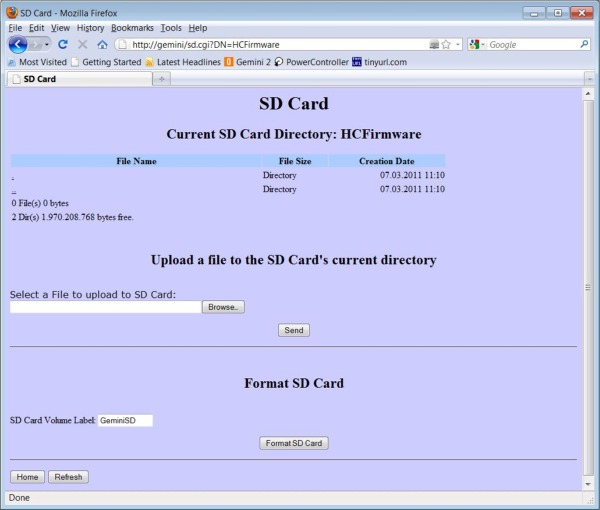 SD Card - Mozilla Firefox
File Edit View History Bookmarks Tools Help
http://gemini/sd.cgi?DN=HCFirmware
Google
Most Visited Getting Started Latest Headlines Gemini 2 PowerController tinyurl.com
SD Card
SD Card
Current SD Card Directory: HCFirmware
File Name File Size Creation Date
. Directory 07.03.2011 11:10
.. Directory 07.03.2011 11:10
0 File(s) 0 bytes
2 Dir(s) 1.970.208.768 bytes free.
Upload a file to the SD Card's current directory
Select a File to upload to SD Card:
Browse..
Send
Format SD Card
SD Card Volume Label: GeminiSD
Format SD Card
Home Refresh
Done